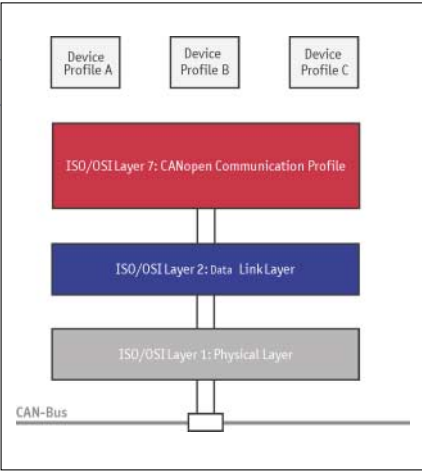 Device
Profile A
Device
Profile B
Device
Profile C
ISO/OSI Layer 7: CANopen Communication Profile
ISO/OSI Layer 2: Data Link Layer
ISO/OSI Layer 1: Physical Layer
CAN-Bus